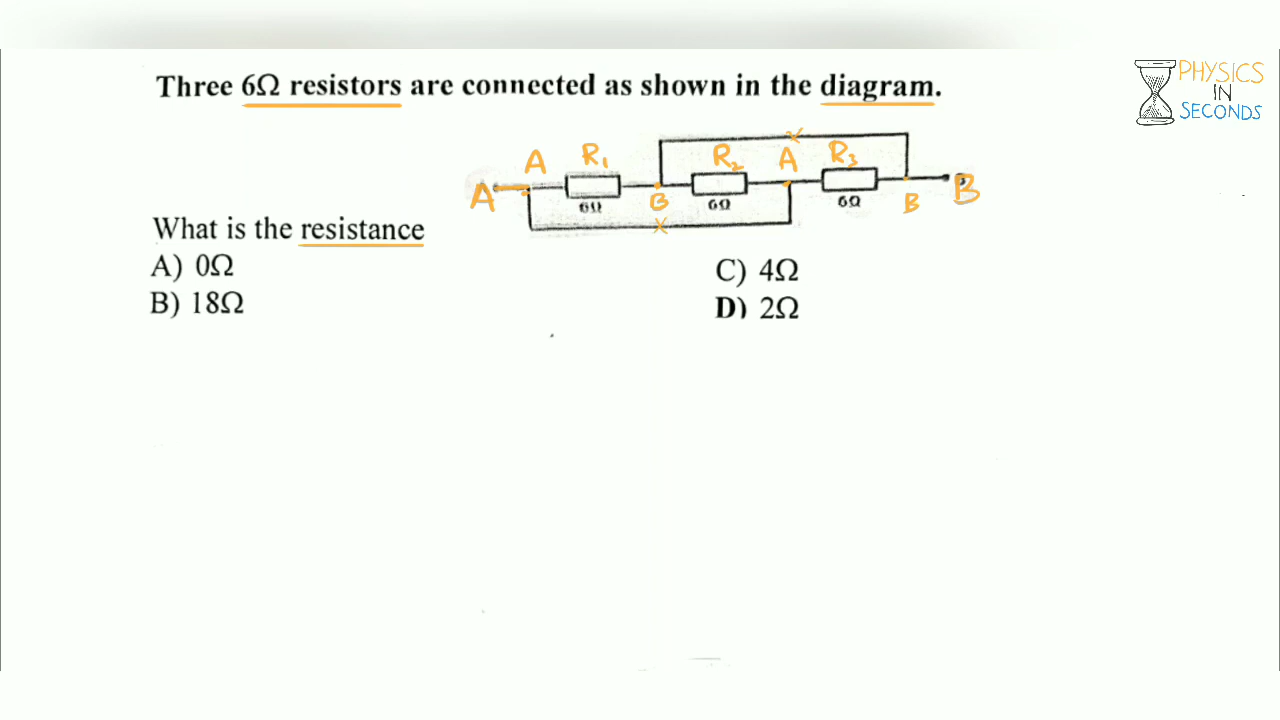 Three 6Ω resistors are connected as shown in the diagram.
PHYSICS
IN
SECONDS
A R₁ R₂ A R₃
A B B B
6Ω 6Ω 6Ω
What is the resistance
A) 0Ω
B) 18Ω
C) 4Ω
D) 2Ω